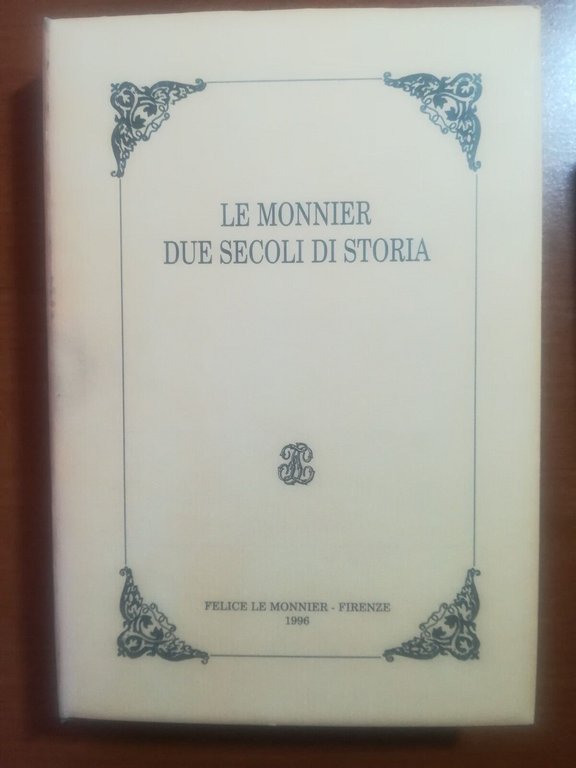 LE MONNIER
DUE SECOLI DI STORIA
FELICE LE MONNIER - FIRENZE
1996